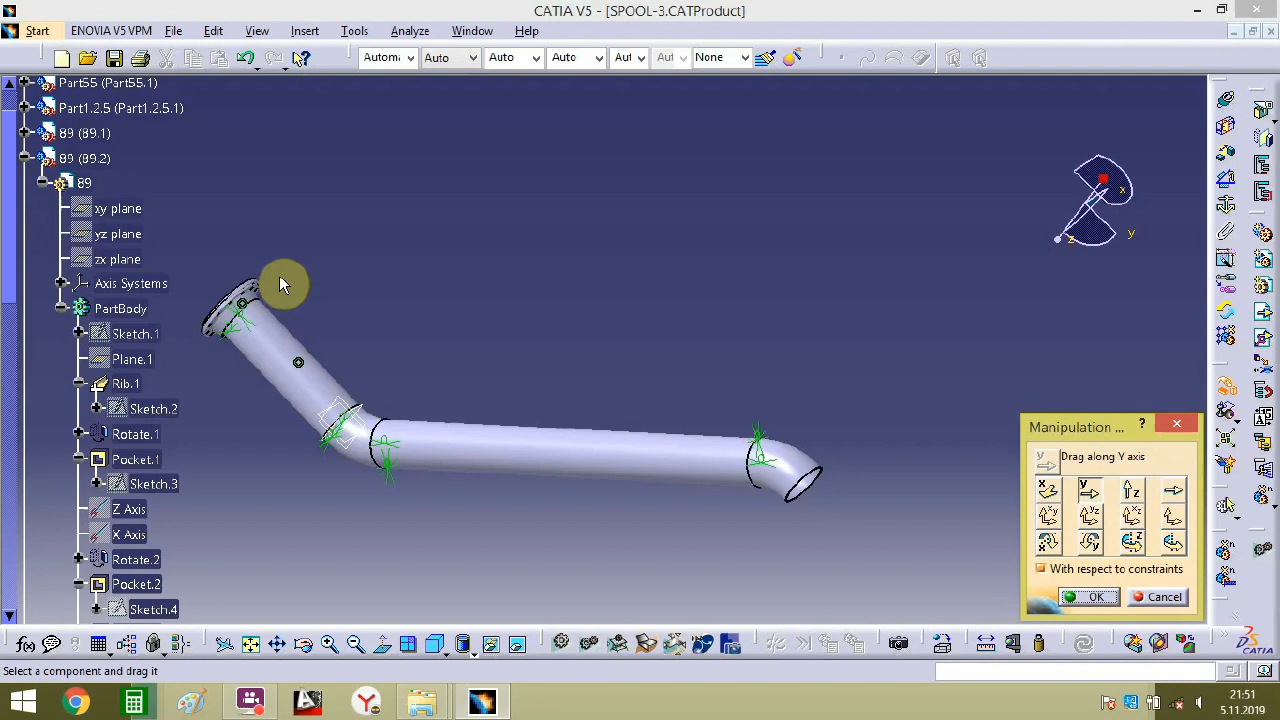 CATIA V5 - [SPOOL-3.CATProduct]
Start ENOVIA V5 VPM File Edit View Insert Tools Analyze Window Help
Automa Auto Auto Auto Aut Aut None
Part55 (Part55.1)
Part1.2.5 (Part1.2.5.1)
89 (89.1)
89 (89.2)
89
xy plane
yz plane
zx plane
Axis Systems
PartBody
Sketch.1
Plane.1
Rib.1
Sketch.2
Rotate.1
Pocket.1
Sketch.3
Z Axis
X Axis
Rotate.2
Pocket.2
Sketch.4
x
y
z
Manipulation ... ?
Drag along Y axis
With respect to constraints
OK Cancel
Select a component and drag it
21:51
5.11.2019